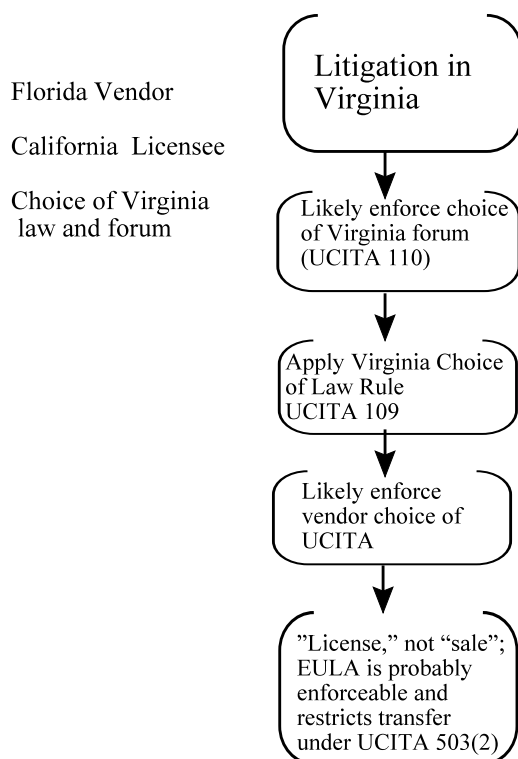 Florida Vendor
California Licensee
Choice of Virginia
law and forum
Litigation in
Virginia
Likely enforce choice
of Virginia forum
(UCITA 110)
Apply Virginia Choice
of Law Rule
UCITA 109
Likely enforce
vendor choice of
UCITA
”License,” not “sale”;
EULA is probably
enforceable and
restricts transfer
under UCITA 503(2)